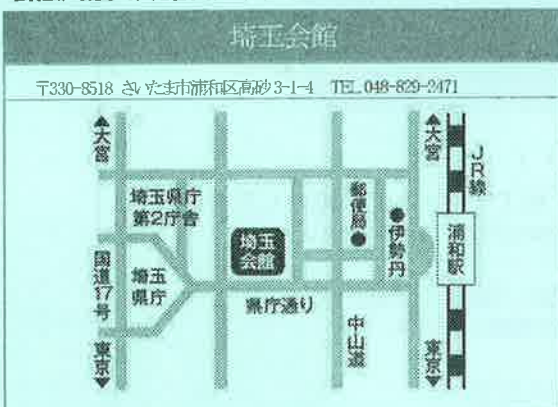 埼玉会館
〒330-8518 さいたま市浦和区高砂3-1-4 TEL.048-829-2471
▲大宮
▲大宮
JR線
埼玉県庁
第2庁舎
郵便局●
●伊勢丹
浦和駅
埼玉
会館
国道17号
埼玉
県庁
県庁通り
中山道
東京▼
東京▼